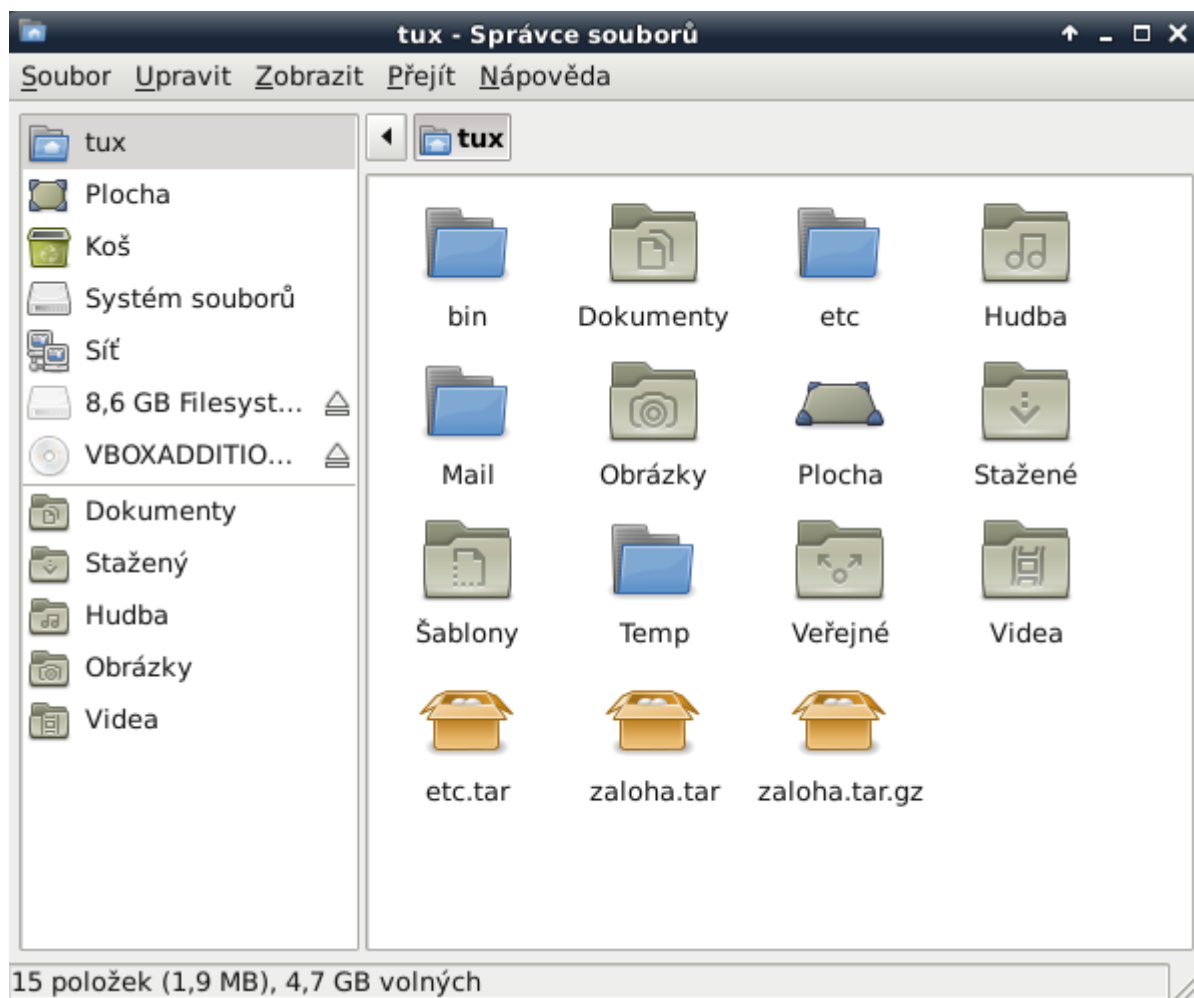 tux - Správce souborů
Soubor Upravit Zobrazit Přejít Nápověda
tux
Plocha
Koš
Systém souborů
Síť
8,6 GB Filesyst...
VBOXADDITIO...
Dokumenty
Stažený
Hudba
Obrázky
Videa
tux
bin Dokumenty etc Hudba
Mail Obrázky Plocha Stažené
Šablony Temp Veřejné Videa
etc.tar zaloha.tar zaloha.tar.gz
15 položek (1,9 MB), 4,7 GB volných